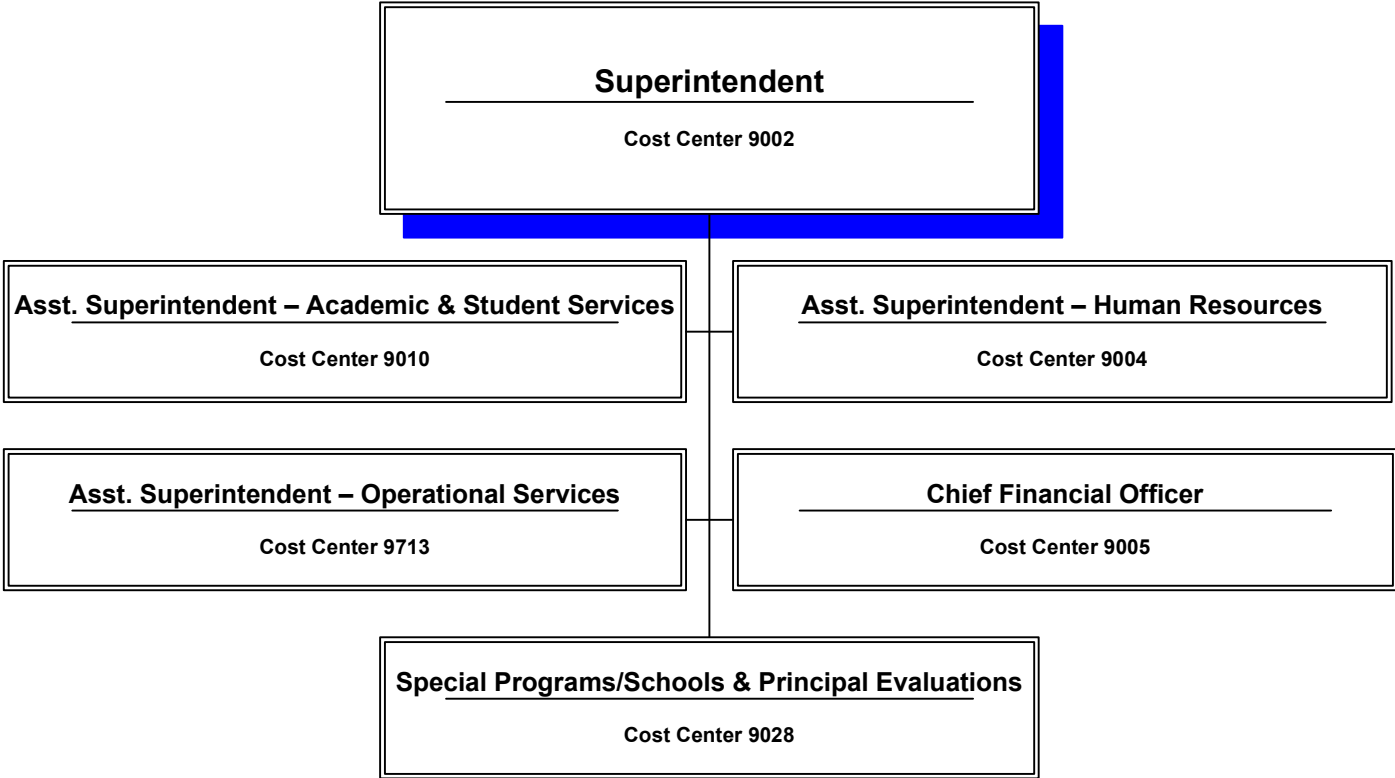 Superintendent
Cost Center 9002
Asst. Superintendent – Academic & Student Services
Cost Center 9010
Asst. Superintendent – Human Resources
Cost Center 9004
Asst. Superintendent – Operational Services
Cost Center 9713
Chief Financial Officer
Cost Center 9005
Special Programs/Schools & Principal Evaluations
Cost Center 9028